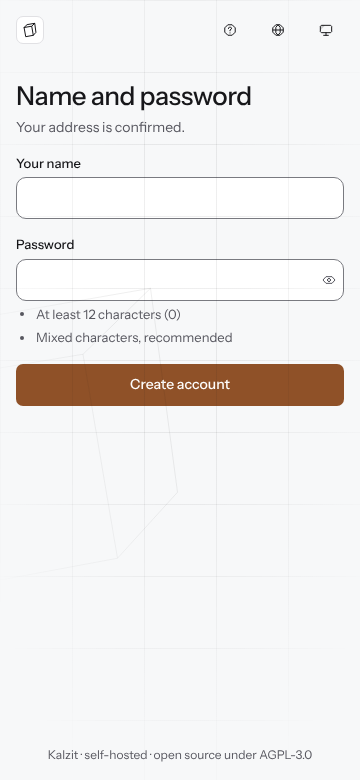 Name and password
Your address is confirmed.
Your name
Password
At least 12 characters (0)
Mixed characters, recommended
Create account
Kalzit · self-hosted · open source under AGPL-3.0